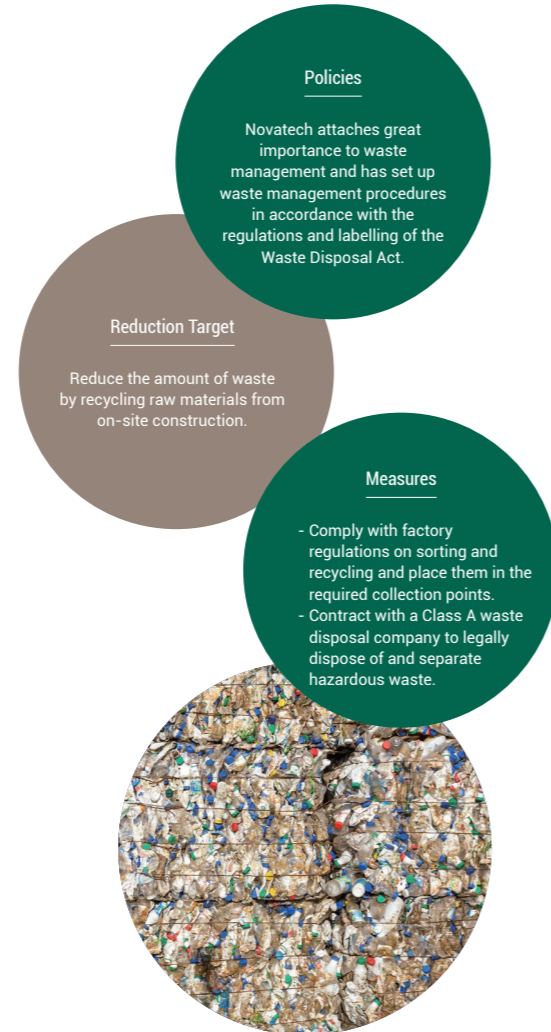 Policies
Novatech attaches great
importance to waste
management and has set up
waste management procedures
in accordance with the
regulations and labelling of the
Waste Disposal Act.
Reduction Target
Reduce the amount of waste
by recycling raw materials from
on-site construction.
Measures
- Comply with factory
regulations on sorting and
recycling and place them in the
required collection points.
- Contract with a Class A waste
disposal company to legally
dispose of and separate
hazardous waste.